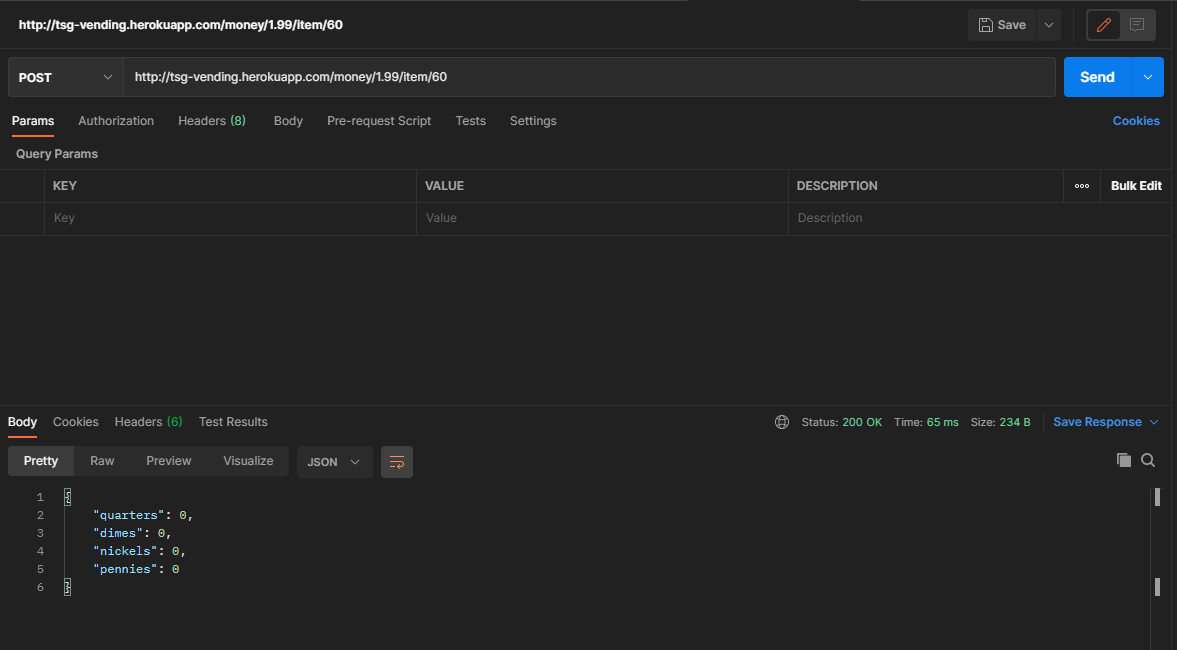 http://tsg-vending.herokuapp.com/money/1.99/item/60 Save
POST http://tsg-vending.herokuapp.com/money/1.99/item/60 Send
Params Authorization Headers (8) Body Pre-request Script Tests Settings Cookies
Query Params
KEY VALUE DESCRIPTION ooo Bulk Edit
Key Value Description
Body Cookies Headers (6) Test Results Status: 200 OK Time: 65 ms Size: 234 B Save Response
Pretty Raw Preview Visualize JSON
1 {
2 "quarters": 0,
3 "dimes": 0,
4 "nickels": 0,
5 "pennies": 0
6 }